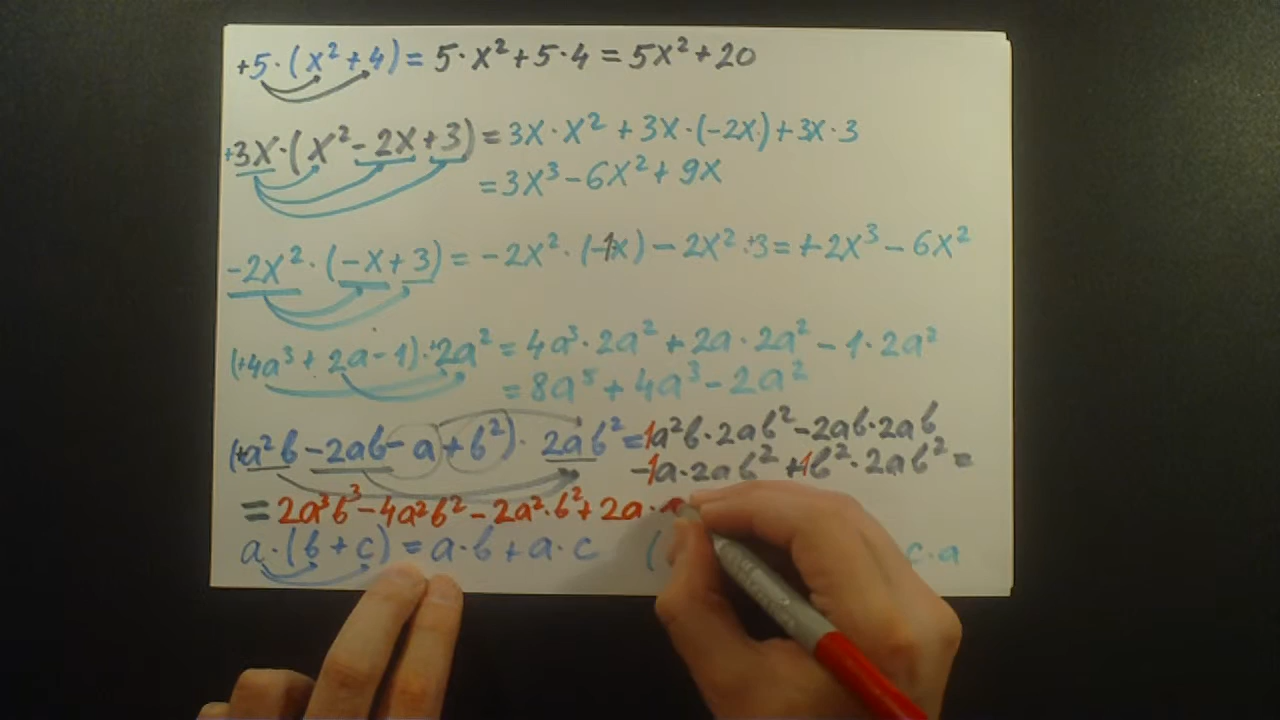 +5·(x²+4) = 5·x²+5·4 = 5x²+20
+3x·(x²-2x+3) = 3x·x² + 3x·(-2x)+3x·3
= 3x³-6x²+9x
-2x²·(-x+3) = -2x²·(-1x) - 2x²·+3 = +2x³ - 6x²
(+4a³+2a-1)·+2a² = 4a³·2a² + 2a·2a² - 1·2a²
= 8a⁵ + 4a³ - 2a²
(+a²b - 2ab - a + b²)· 2ab² = 1a²b·2ab² - 2ab·2ab
-1a·2ab² + 1b²·2ab² =
= 2a³b³ - 4a²b² - 2a²·b² + 2a·
a·(b+c) = a·b + a·c ( c·a